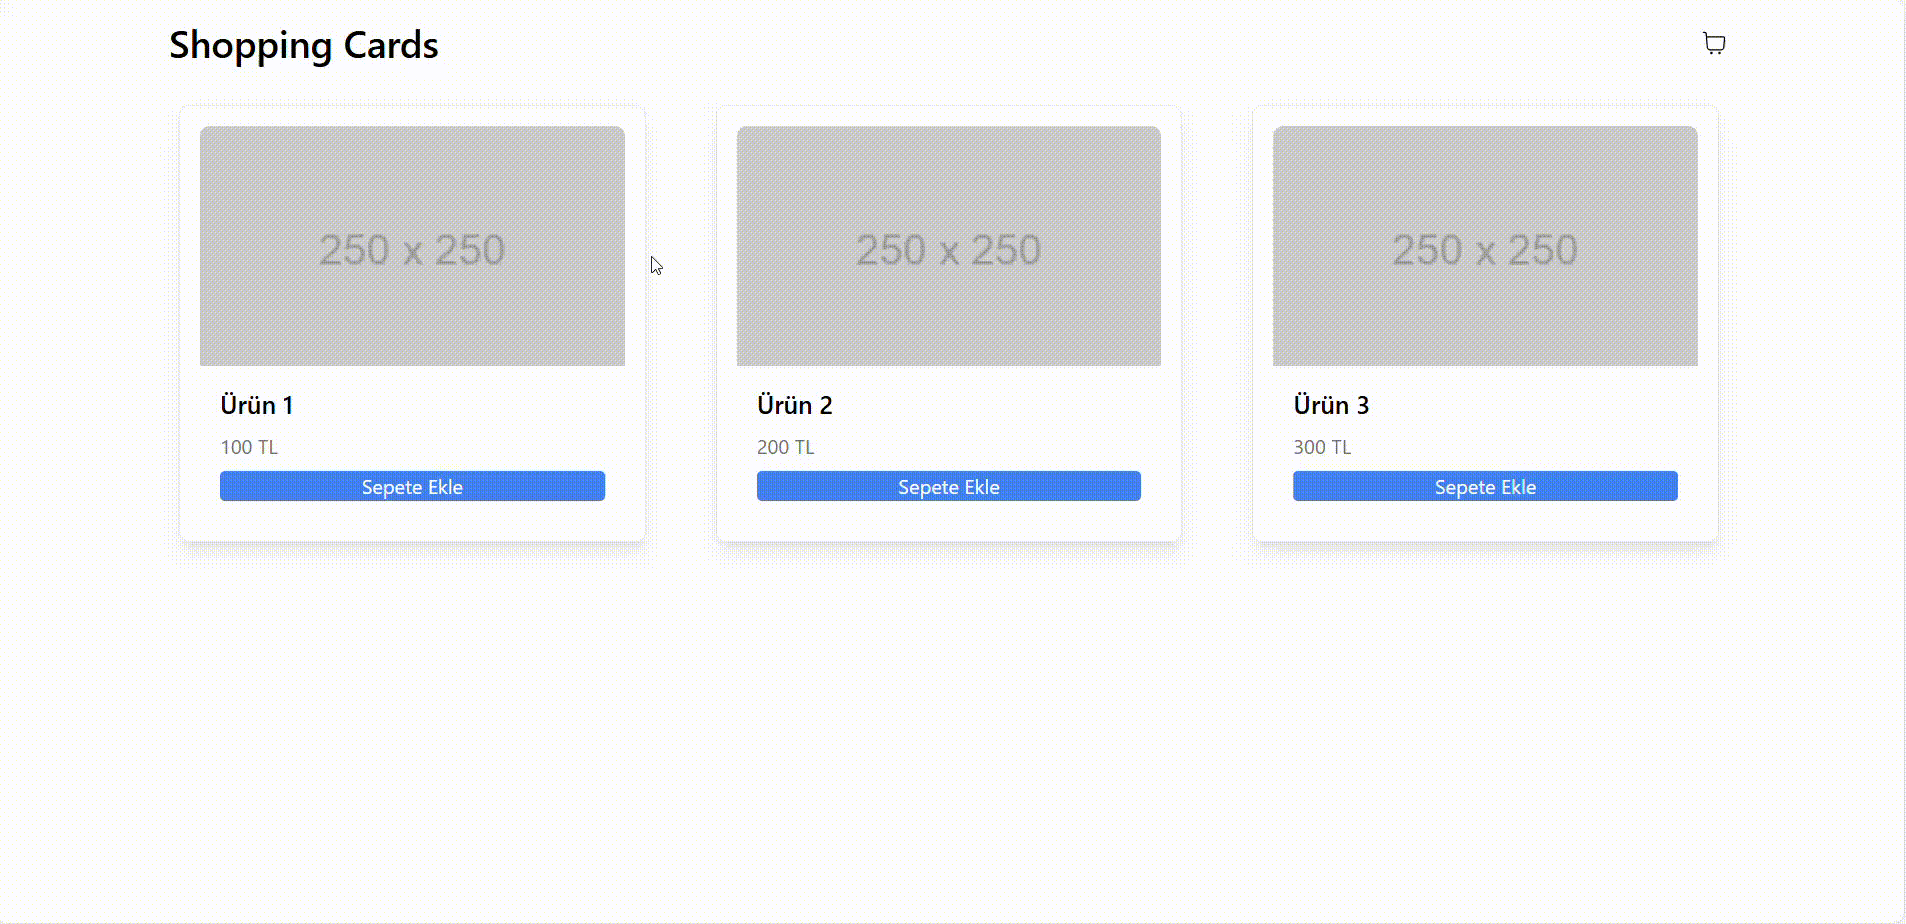 Shopping Cards
250 x 250
250 x 250
250 x 250
Ürün 1
100 TL
Sepete Ekle
Ürün 2
200 TL
Sepete Ekle
Ürün 3
300 TL
Sepete Ekle